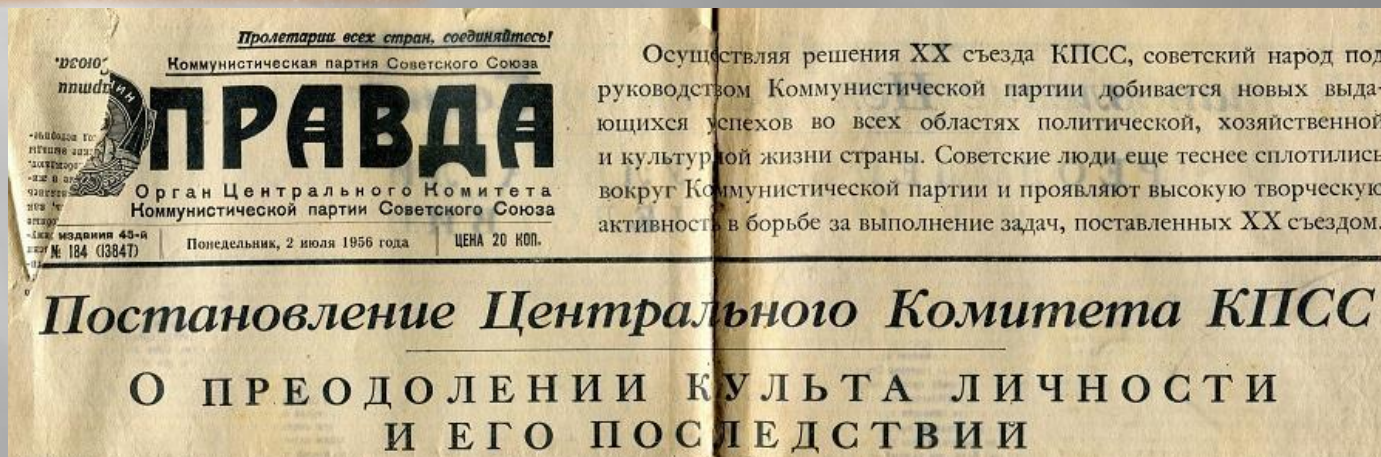 Пролетарии всех стран, соединяйтесь!
Коммунистическая партия Советского Союза
ПРАВДА
Орган Центрального Комитета
Коммунистической партии Советского Союза
издания 45-й
№ 184 (13847)
Понедельник, 2 июля 1956 года
ЦЕНА 20 КОП.
Осуществляя решения XX съезда КПСС, советский народ под
руководством Коммунистической партии добивается новых выда-
ющихся успехов во всех областях политической, хозяйственной
и культурной жизни страны. Советские люди еще теснее сплотились
вокруг Коммунистической партии и проявляют высокую творческую
активность в борьбе за выполнение задач, поставленных XX съездом.
Постановление Центрального Комитета КПСС
О ПРЕОДОЛЕНИИ КУЛЬТА ЛИЧНОСТИ
И ЕГО ПОСЛЕДСТВИЙ